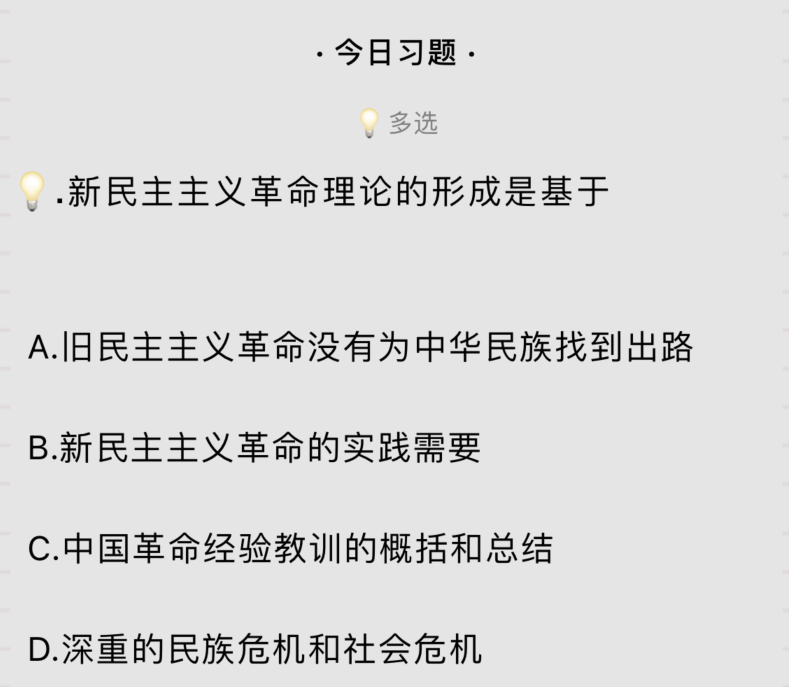 · 今日习题 ·
💡 多选
💡.新民主主义革命理论的形成是基于
A.旧民主主义革命没有为中华民族找到出路
B.新民主主义革命的实践需要
C.中国革命经验教训的概括和总结
D.深重的民族危机和社会危机